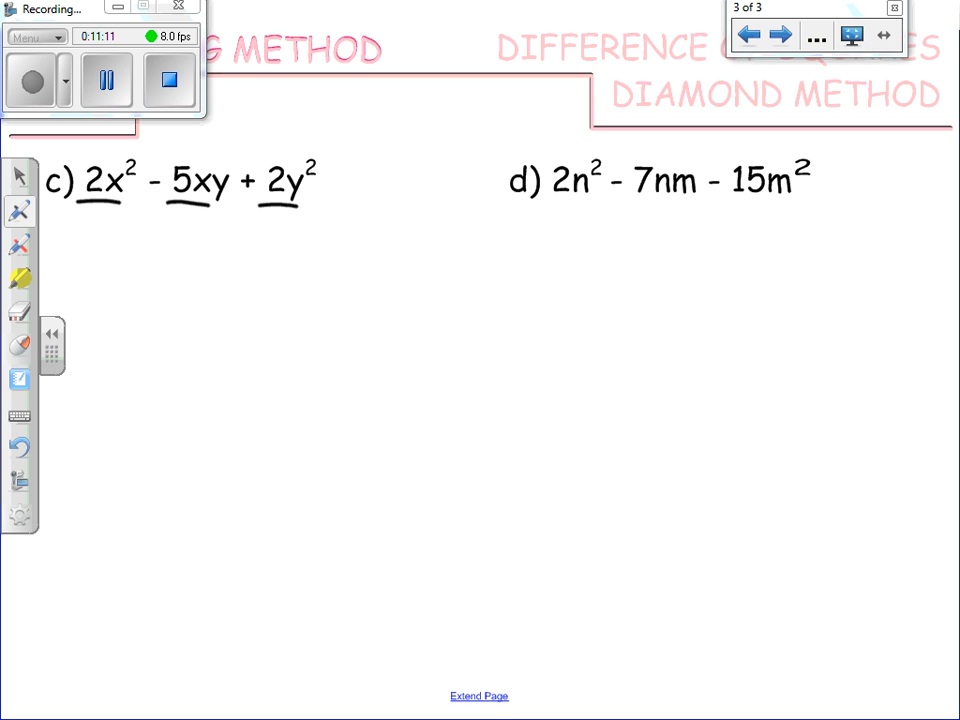 Recording...
Menu
0:11:11
8.0 fps
3 of 3
G METHOD
DIFFERENCE
ES
DIAMOND METHOD
c) 2x² - 5xy + 2y²
d) 2n² - 7nm - 15m²
Extend Page